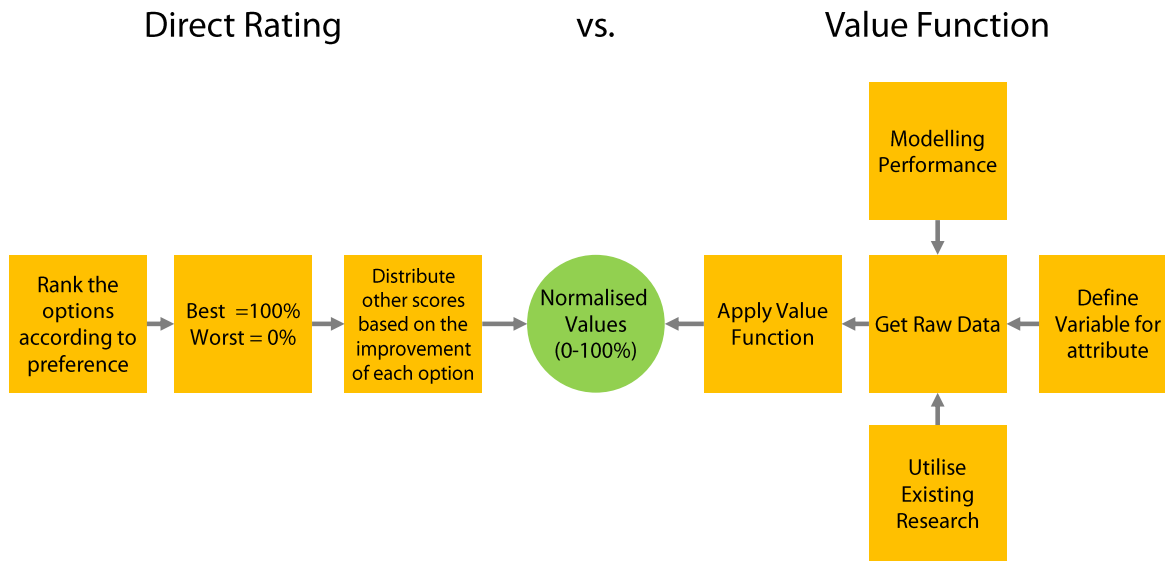 Direct Rating vs. Value Function
Modelling
Performance
Rank the
options
according to
preference
Best  =100%
Worst = 0%
Distribute
other scores
based on the
improvement
of each option
Normalised
Values
(0-100%)
Apply Value
Function
Get Raw Data
Define
Variable for
attribute
Utilise
Existing
Research